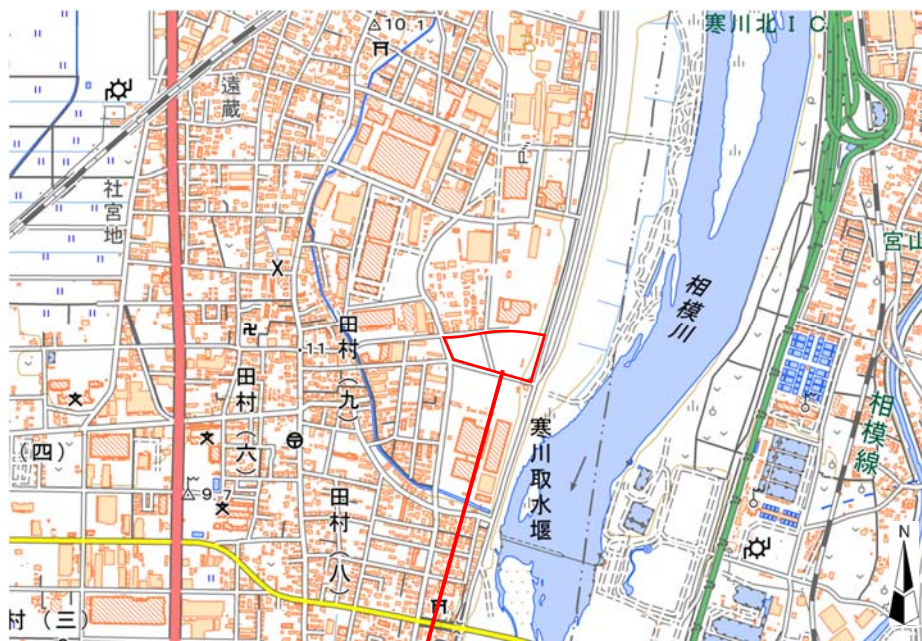 寒川北IC
10.1
遠蔵
社宮地
宮山
相模川
田村(九)
・11
田村(六)
相模線
(四)
9.7
寒川取水堰
田村(八)
村(三)
N